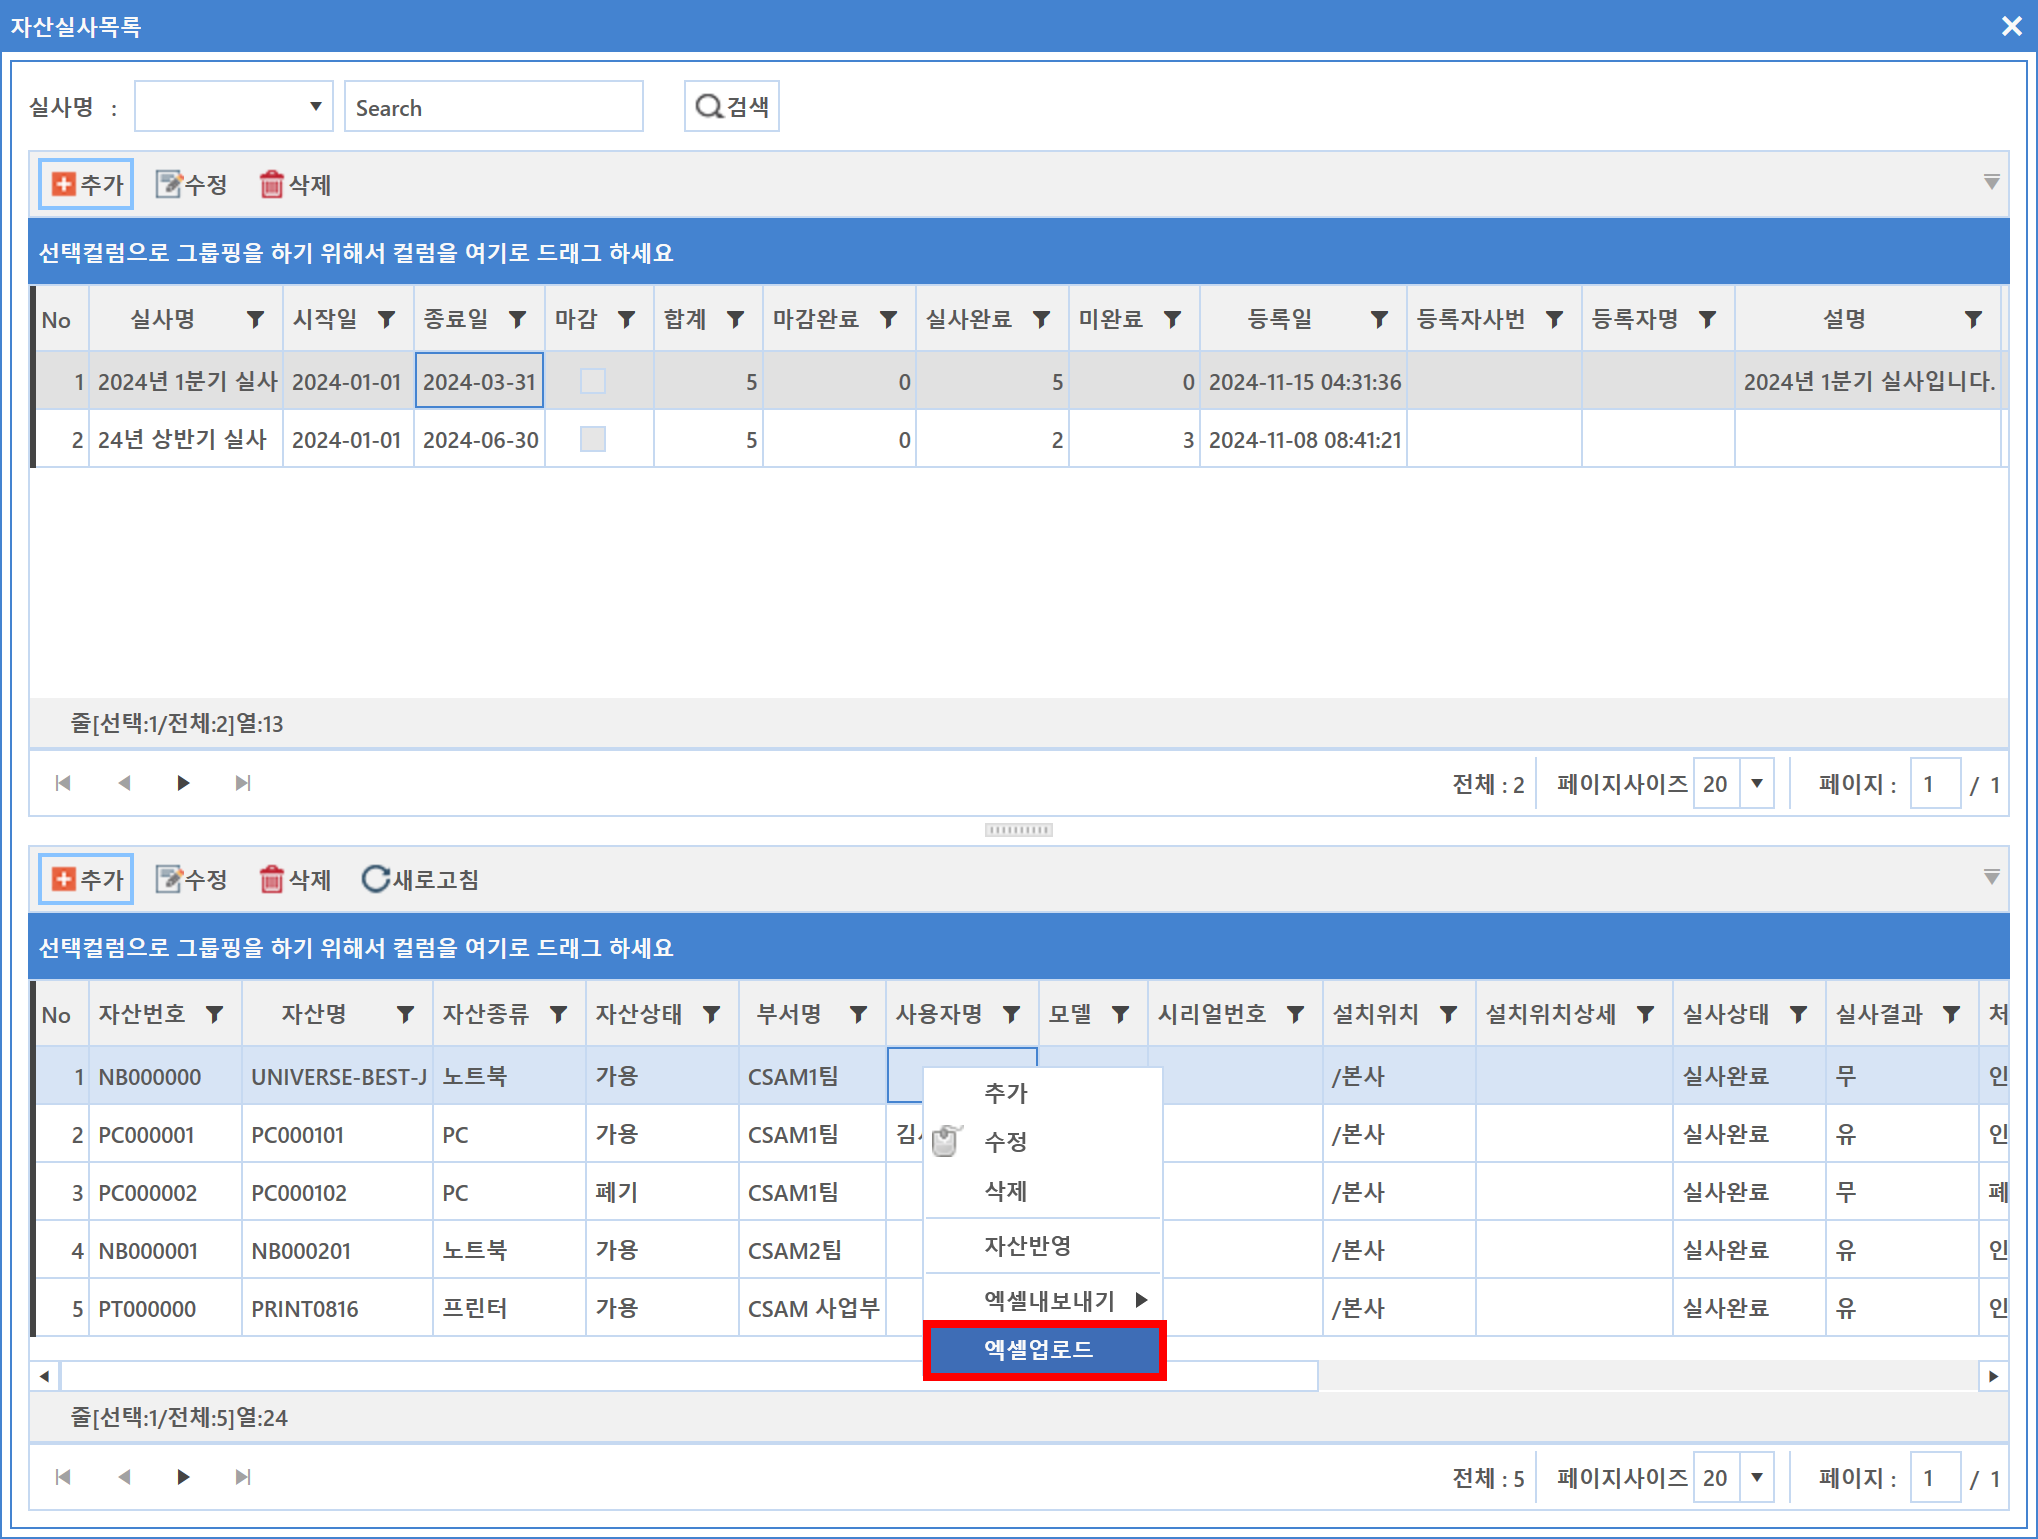 자산실사목록
실사명 : Search 검색
추가 수정 삭제
선택컬럼으로 그룹핑을 하기 위해서 컬럼을 여기로 드래그 하세요
No 실사명 시작일 종료일 마감 합계 마감완료 실사완료 미완료 등록일 등록자사번 등록자명 설명
1 2024년 1분기 실사 2024-01-01 2024-03-31 5 0 5 0 2024-11-15 04:31:36 2024년 1분기 실사입니다.
2 24년 상반기 실사 2024-01-01 2024-06-30 5 0 2 3 2024-11-08 08:41:21
줄[선택:1/전체:2]열:13
전체 : 2 페이지사이즈 20 페이지 : 1 / 1
추가 수정 삭제 새로고침
선택컬럼으로 그룹핑을 하기 위해서 컬럼을 여기로 드래그 하세요
No 자산번호 자산명 자산종류 자산상태 부서명 사용자명 모델 시리얼번호 설치위치 설치위치상세 실사상태 실사결과 처
1 NB000000 UNIVERSE-BEST-J 노트북 가용 CSAM1팀 /본사 실사완료 무 인
2 PC000001 PC000101 PC 가용 CSAM1팀 김 /본사 실사완료 유 인
3 PC000002 PC000102 PC 폐기 CSAM1팀 /본사 실사완료 무 폐
4 NB000001 NB000201 노트북 가용 CSAM2팀 /본사 실사완료 유 인
5 PT000000 PRINT0816 프린터 가용 CSAM 사업부 /본사 실사완료 유 인
추가
수정
삭제
자산반영
엑셀내보내기
엑셀업로드
줄[선택:1/전체:5]열:24
전체 : 5 페이지사이즈 20 페이지 : 1 / 1